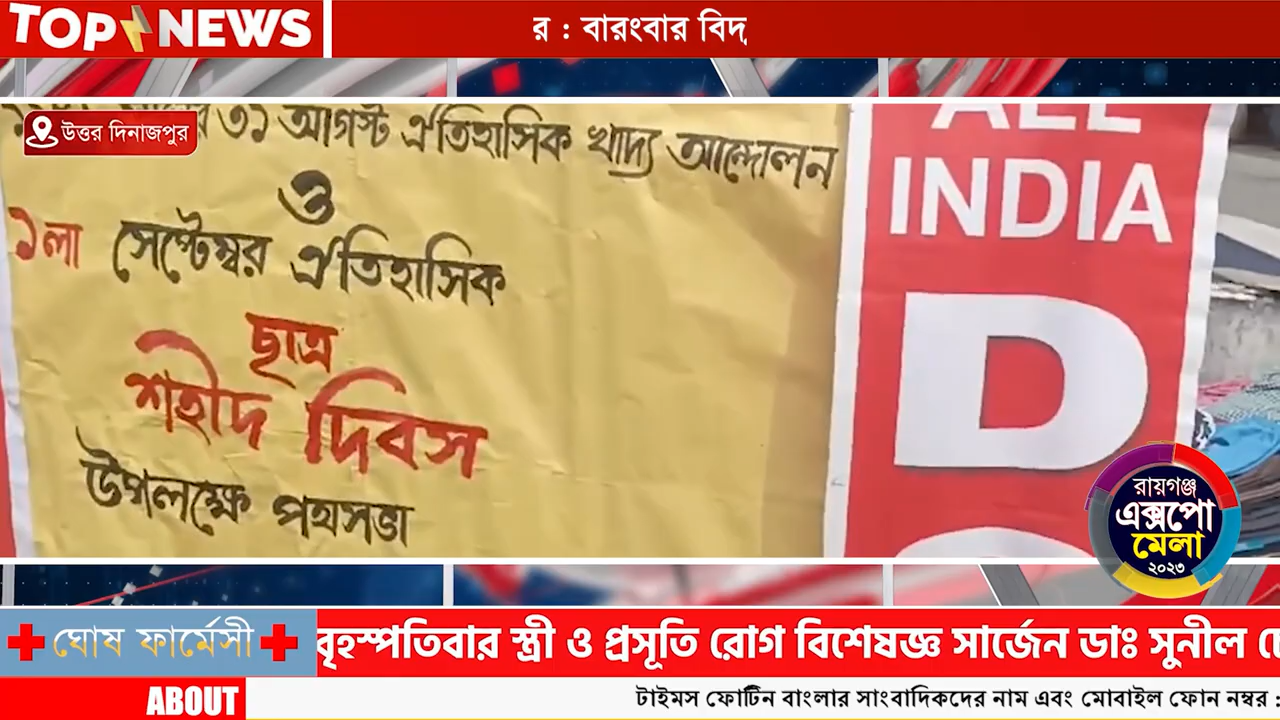 TOP NEWS
র : বারংবার বিদ
উত্তর দিনাজপুর
৩১ আগস্ট ঐতিহাসিক খাদ্য আন্দোলন
ও
১লা সেপ্টেম্বর ঐতিহাসিক
ছাত্র
শহীদ দিবস
উপলক্ষে পথসভা
ALL
INDIA
D
রায়গঞ্জ
এক্সপো
মেলা
২০২৩
ঘোষ ফার্মেসী
বৃহস্পতিবার স্ত্রী ও প্রসূতি রোগ বিশেষজ্ঞ সার্জেন ডাঃ সুনীল
ABOUT
টাইমস ফোর্টিন বাংলার সাংবাদিকদের নাম এবং মোবাইল ফোন নম্বর :